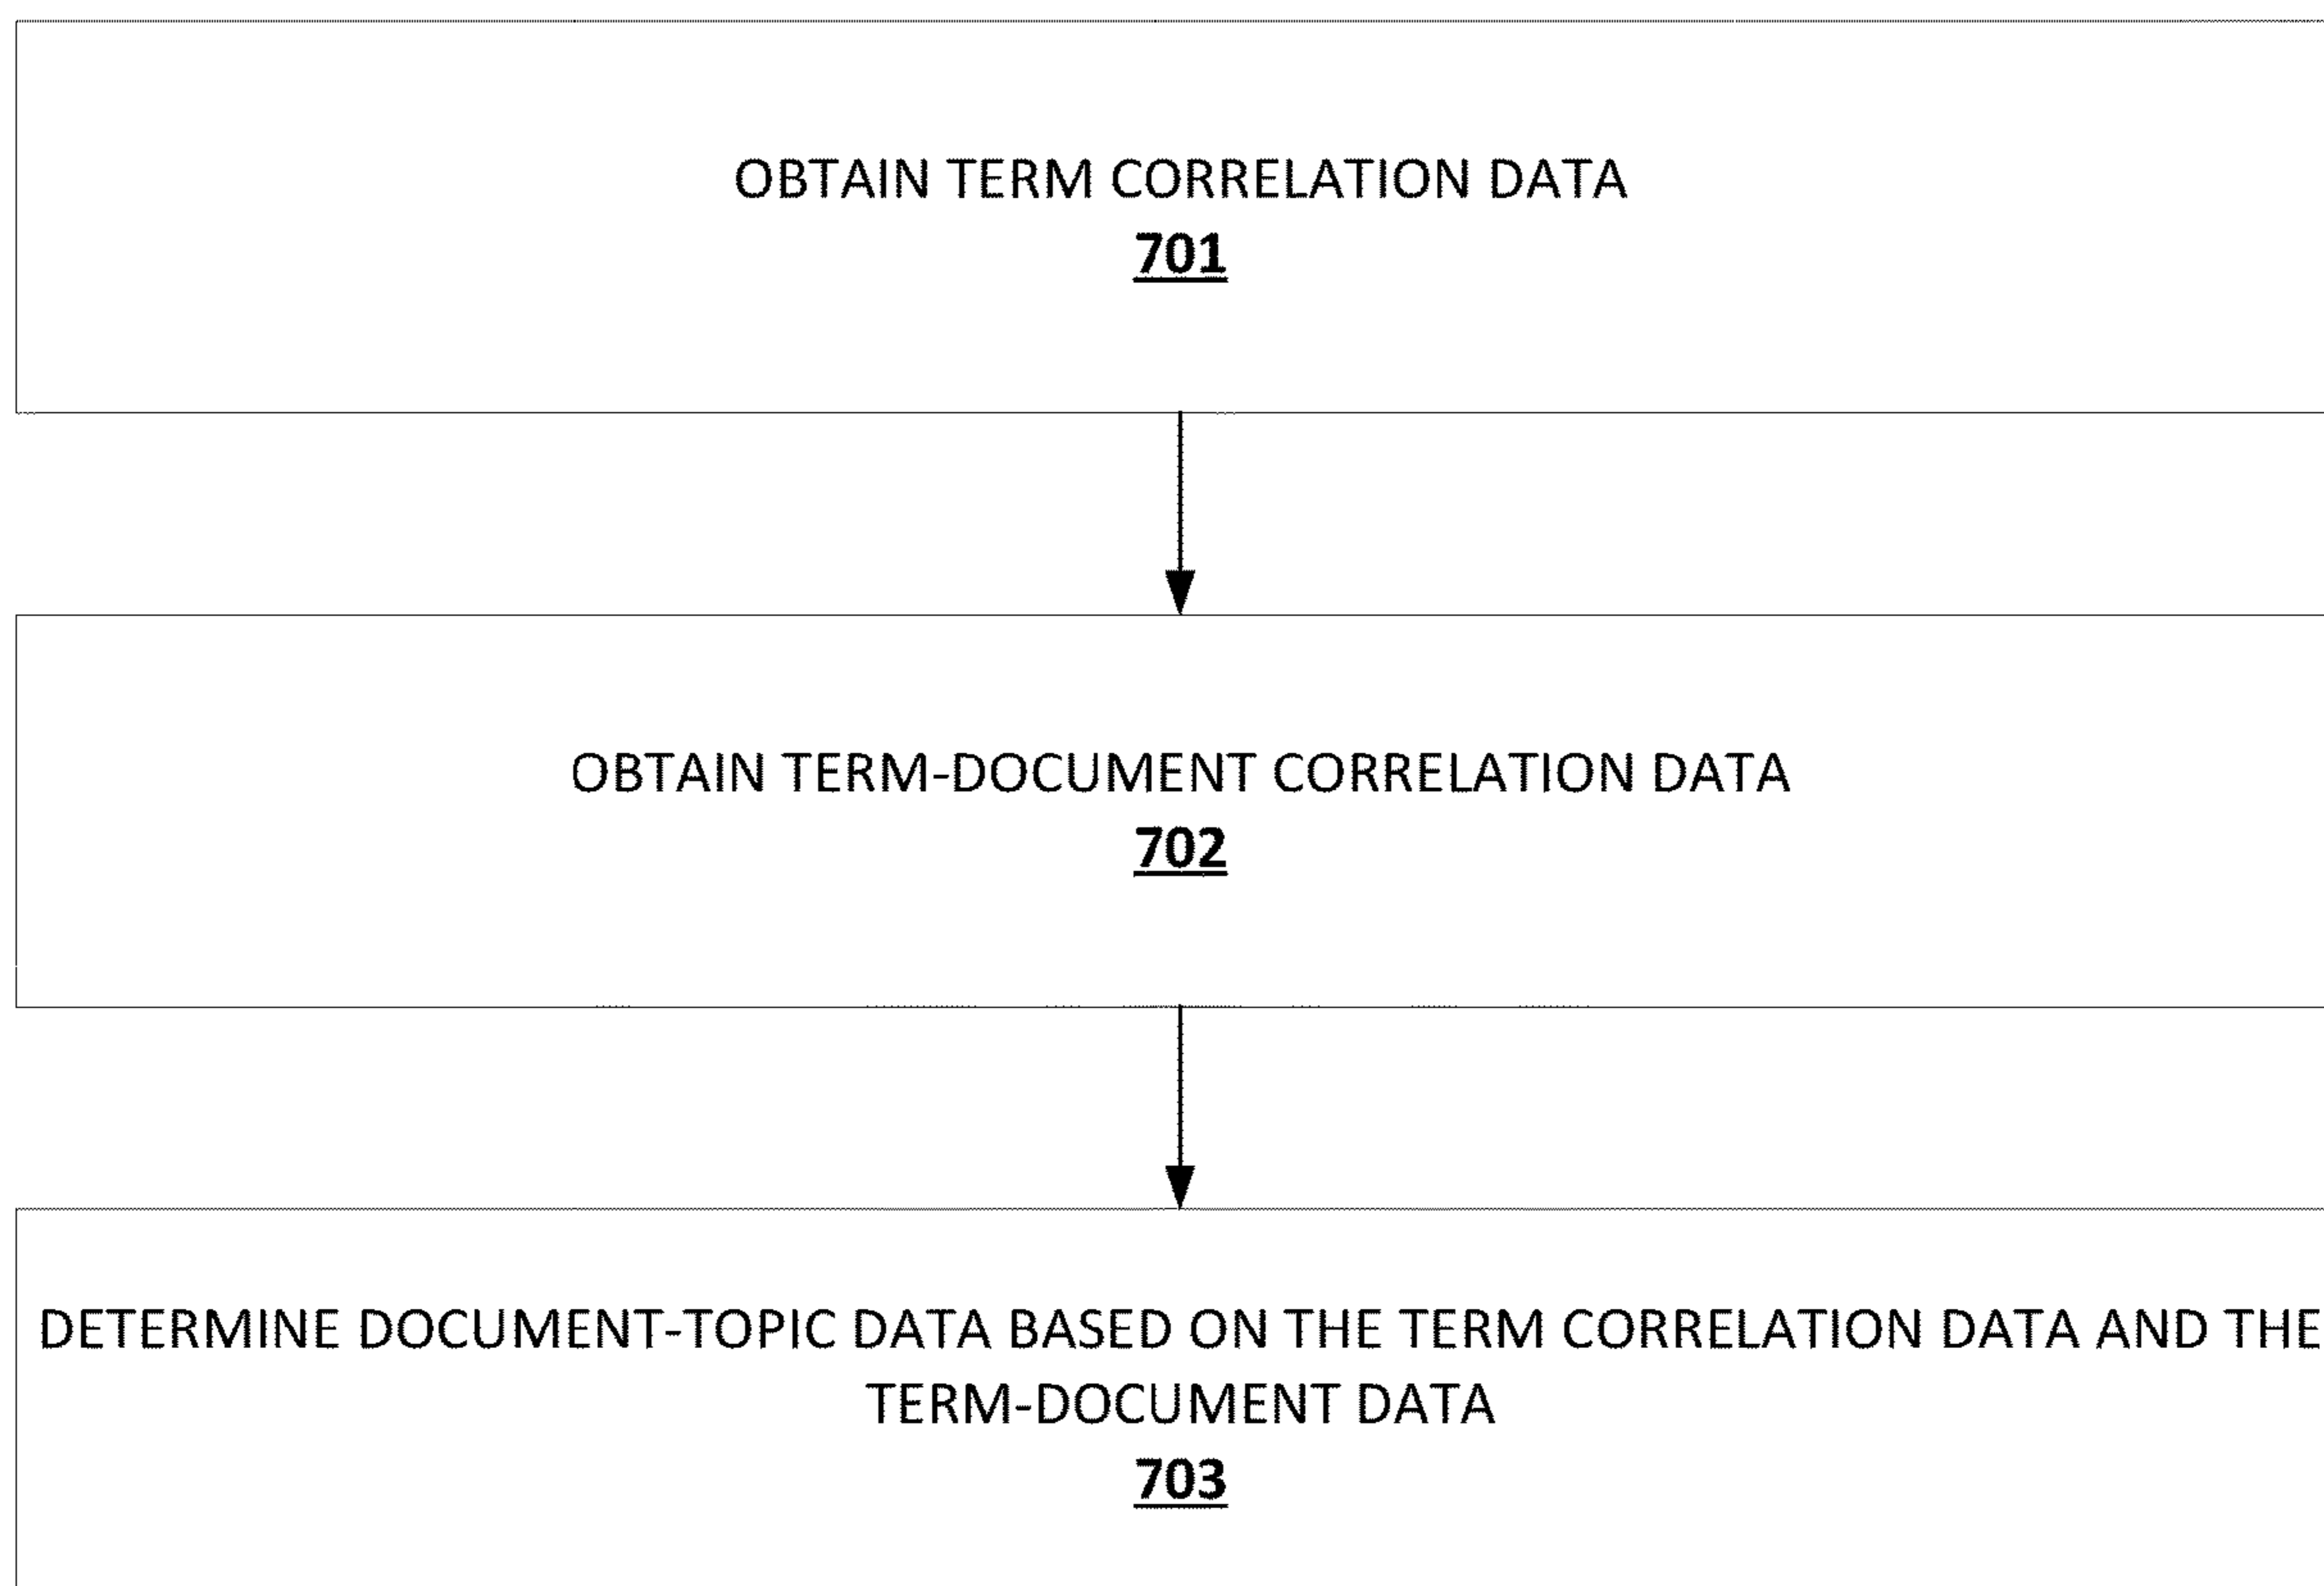 OBTAIN TERM CORRELATION DATA
701
OBTAIN TERM-DOCUMENT CORRELATION DATA
702
DETERMINE DOCUMENT-TOPIC DATA BASED ON THE TERM CORRELATION DATA AND THE
TERM-DOCUMENT DATA
703